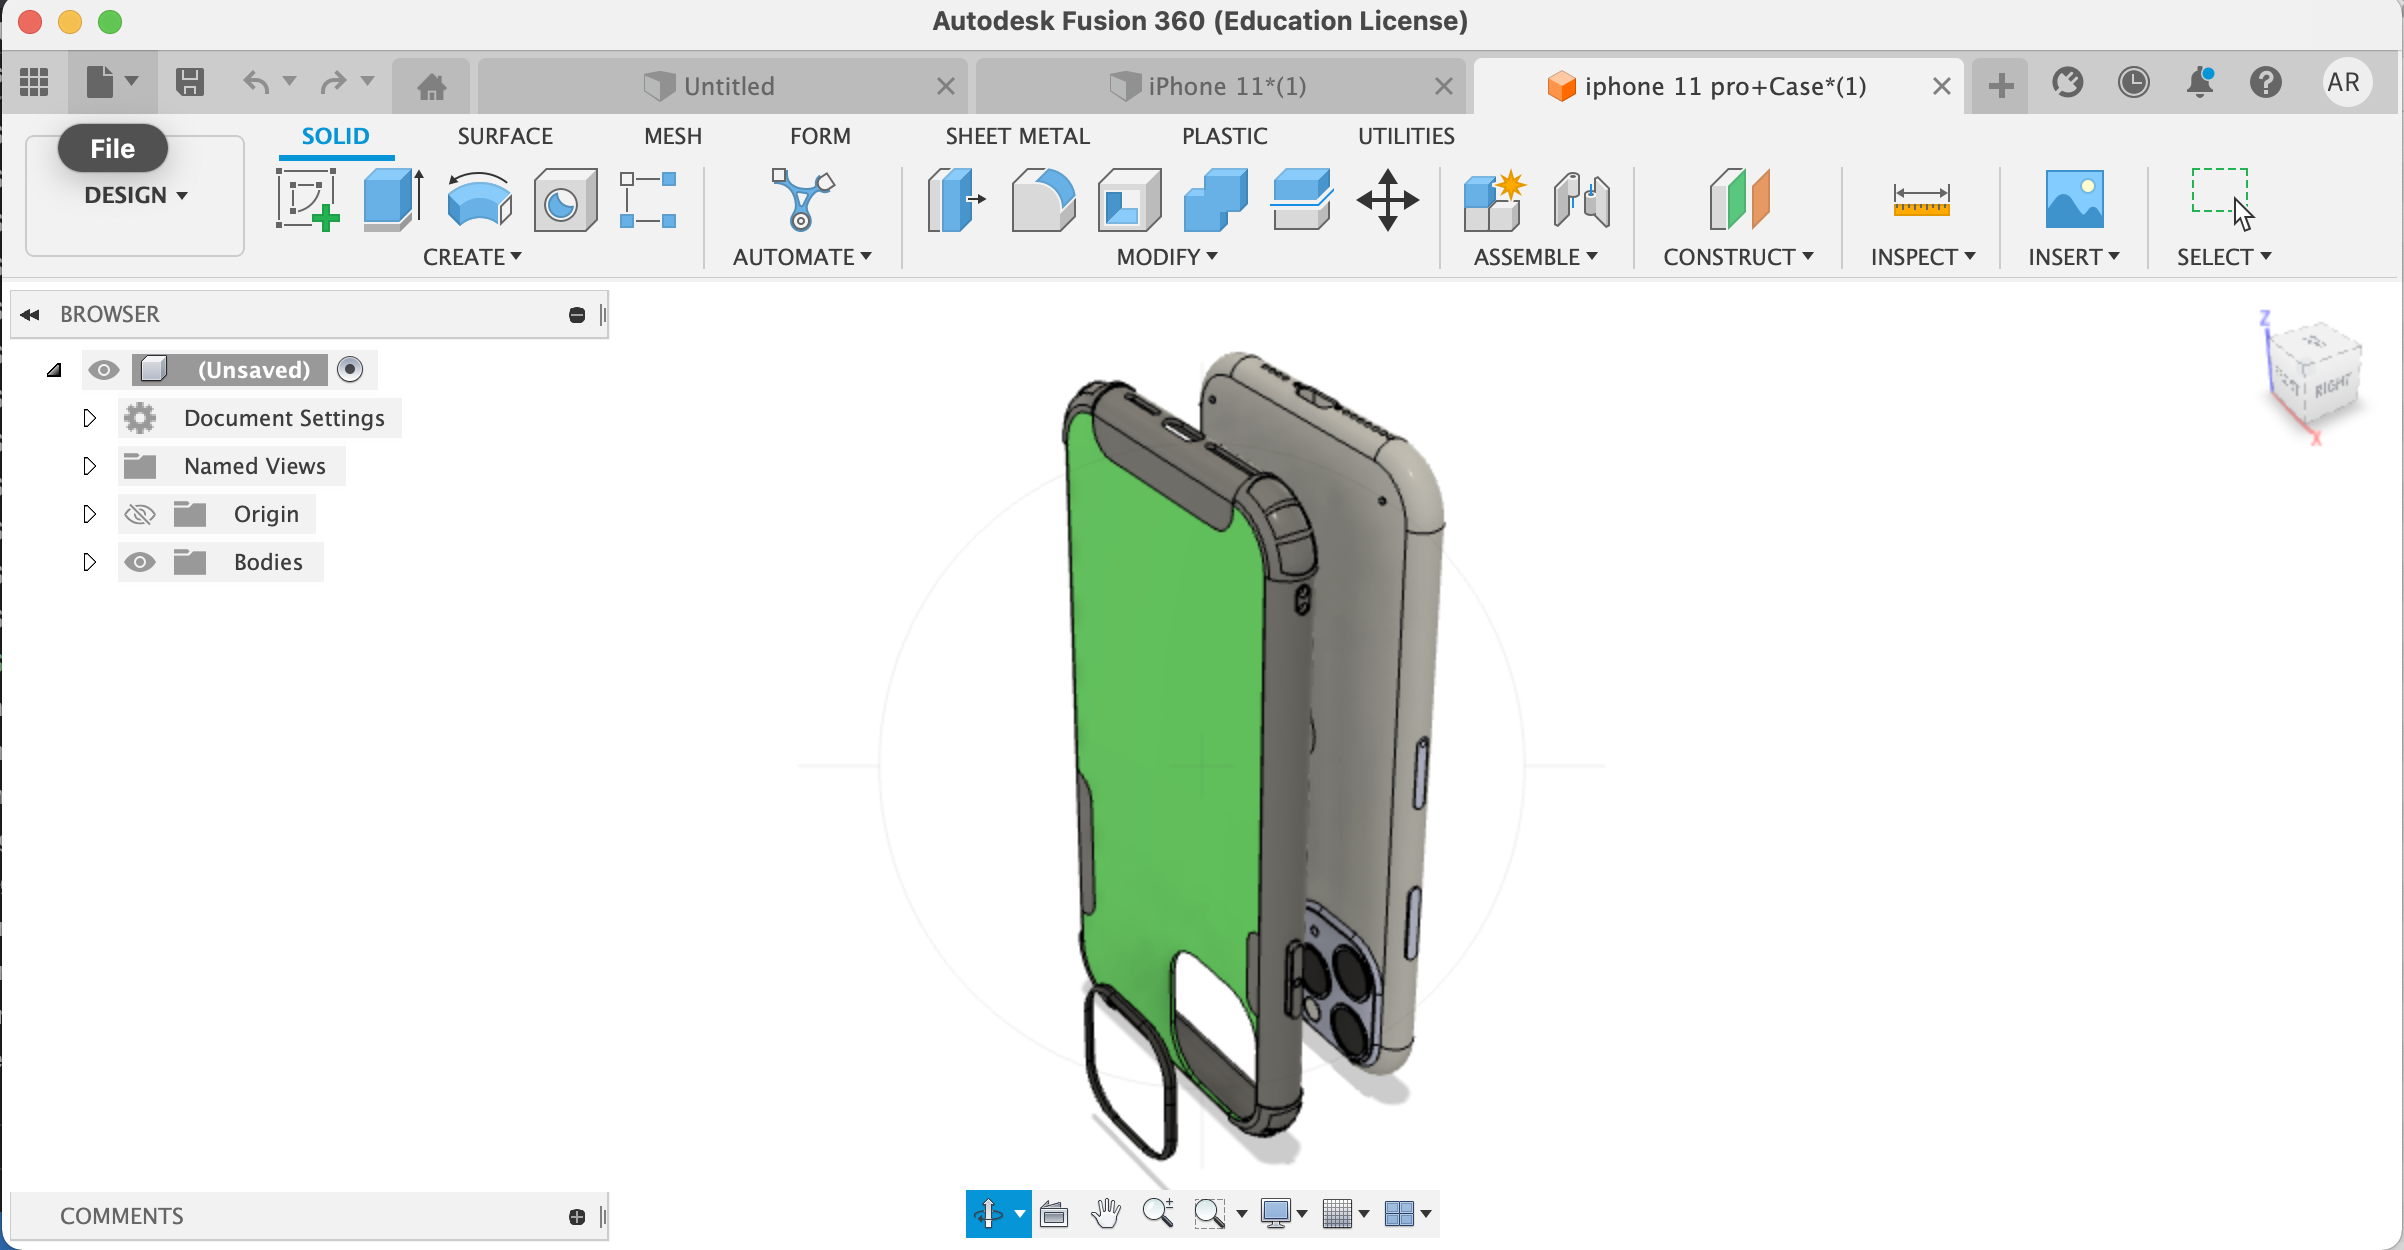 Autodesk Fusion 360 (Education License)
Untitled
iPhone 11*(1)
iphone 11 pro+Case*(1)
AR
File
DESIGN
SOLID
SURFACE
MESH
FORM
SHEET METAL
PLASTIC
UTILITIES
CREATE
AUTOMATE
MODIFY
ASSEMBLE
CONSTRUCT
INSPECT
INSERT
SELECT
BROWSER
(Unsaved)
Document Settings
Named Views
Origin
Bodies
Z
RIGHT
X
COMMENTS